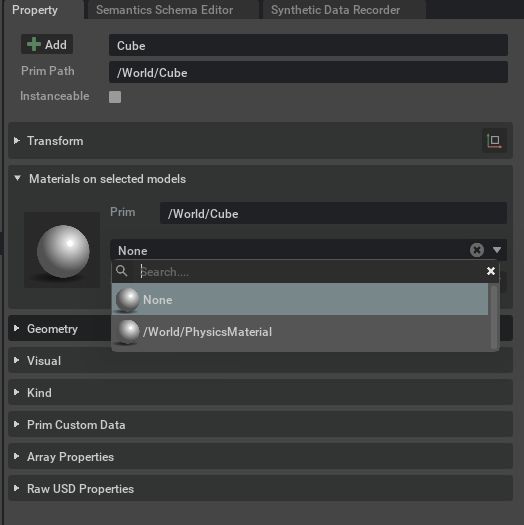 Property Semantics Schema Editor Synthetic Data Recorder
Add Cube
Prim Path /World/Cube
Instanceable
Transform
Materials on selected models
Prim /World/Cube
None
Search....
None
/World/PhysicsMaterial
Geometry
Visual
Kind
Prim Custom Data
Array Properties
Raw USD Properties